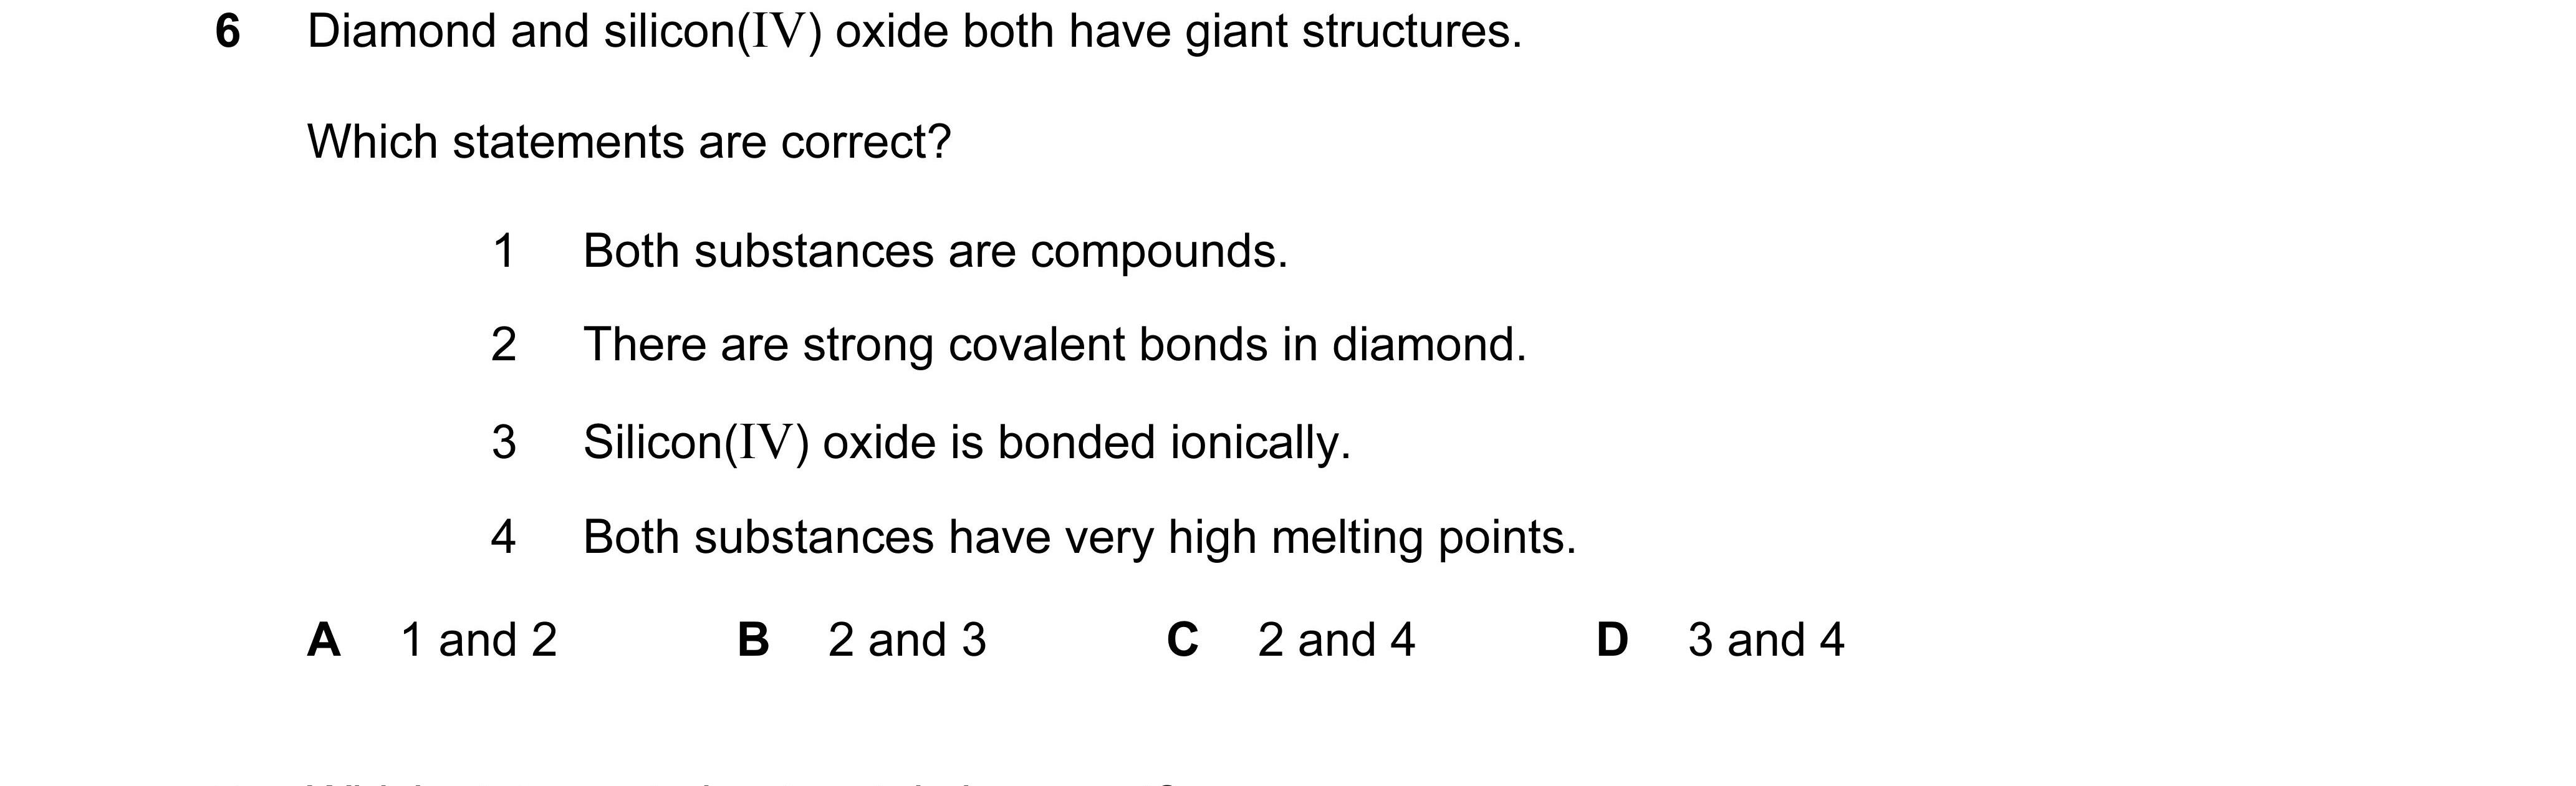 6 Diamond and silicon(IV) oxide both have giant structures.
Which statements are correct?
1 Both substances are compounds.
2 There are strong covalent bonds in diamond.
3 Silicon(IV) oxide is bonded ionically.
4 Both substances have very high melting points.
A 1 and 2 B 2 and 3 C 2 and 4 D 3 and 4